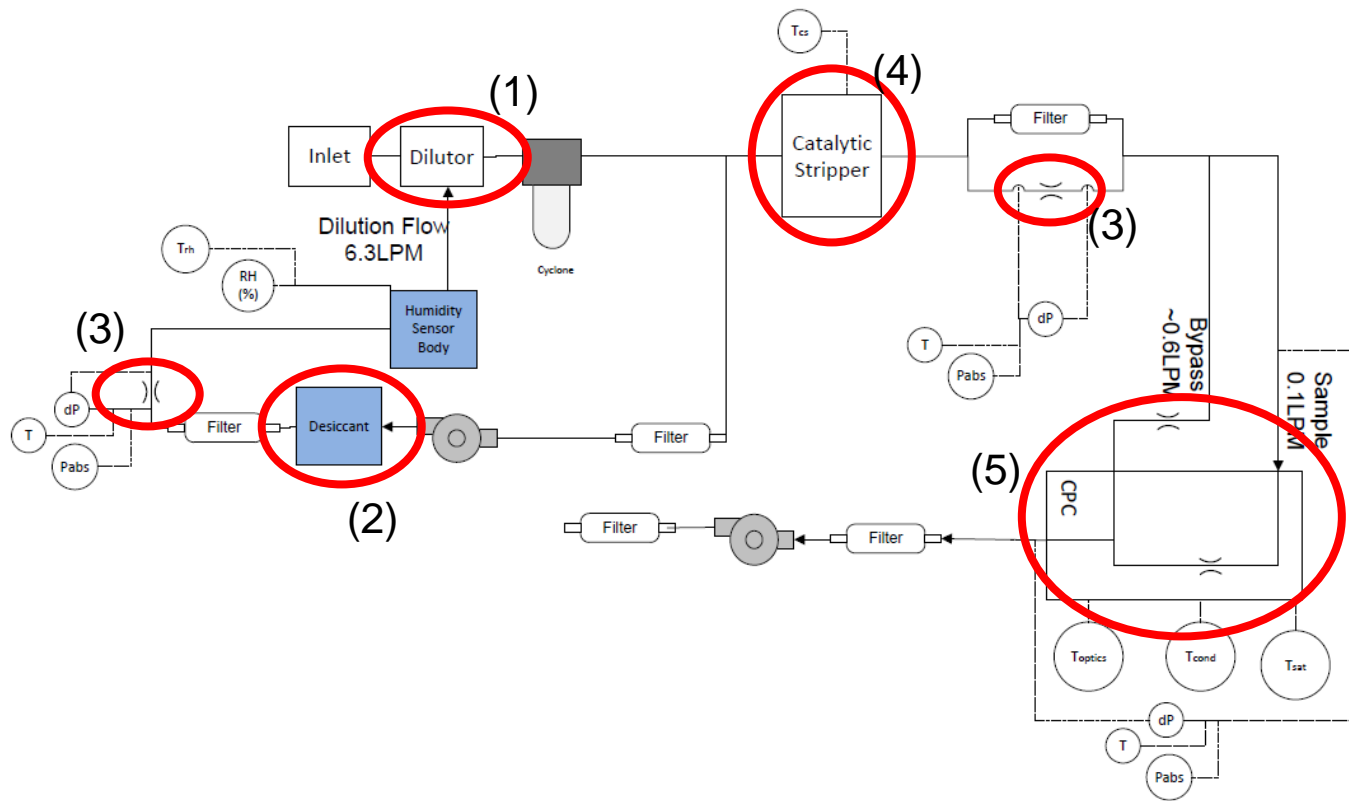 Tcs
(4)
(1)
Filter
Inlet
Dilutor
Catalytic
Stripper
(3)
Dilution Flow
6.3LPM
Cyclone
Trh
RH
(%)
Humidity
Sensor
Body
dP
T
Pabs
Bypass
~0.6LPM
Sample
0.1LPM
(3)
dP
T
Pabs
Filter
Desiccant
Filter
(2)
(5)
CPC
Filter
Filter
Toptics
Tcond
Tsat
dP
T
Pabs